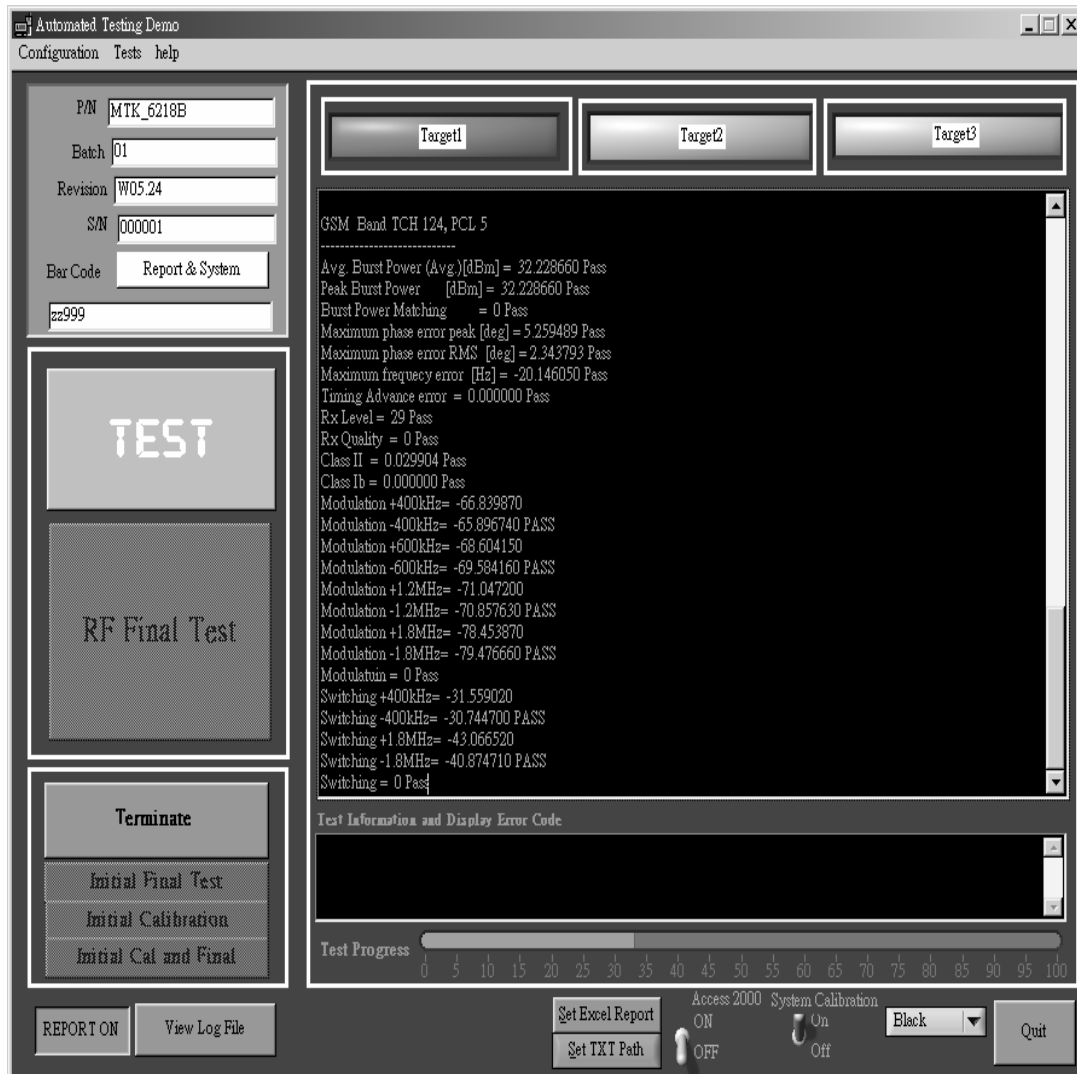 Automated Testing Demo
Configuration Tests help
P/N MTK_6218B
Batch 01
Revision W05.24
S/N 000001
Bar Code Report & System
zz999
TEST
RF Final Test
Terminate
Initial Final Test
Initial Calibration
Initial Cal and Final
REPORT ON View Log File
Target1 Target2 Target3
GSM Band TCH 124, PCL 5
----------------------------
Avg. Burst Power (Avg.)[dBm] = 32.228660 Pass
Peak Burst Power [dBm] = 32.228660 Pass
Burst Power Matching = 0 Pass
Maximum phase error peak [deg] = 5.259489 Pass
Maximum phase error RMS [deg] = 2.343793 Pass
Maximum frequecy error [Hz] = -20.146050 Pass
Timing Advance error = 0.000000 Pass
Rx Level = 29 Pass
Rx Quality = 0 Pass
Class II = 0.029904 Pass
Class Ib = 0.000000 Pass
Modulation +400kHz= -66.839870
Modulation -400kHz= -65.896740 PASS
Modulation +600kHz= -68.604150
Modulation -600kHz= -69.584160 PASS
Modulation +1.2MHz= -71.047200
Modulation -1.2MHz= -70.857630 PASS
Modulation +1.8MHz= -78.453870
Modulation -1.8MHz= -79.476660 PASS
Modulatuin = 0 Pass
Switching +400kHz= -31.559020
Switching -400kHz= -30.744700 PASS
Switching +1.8MHz= -43.066520
Switching -1.8MHz= -40.874710 PASS
Switching = 0 Pass
Test Information and Display Error Code
Test Progress
0 5 10 15 20 25 30 35 40 45 50 55 60 65 70 75 80 85 90 95 100
Set Excel Report
Set TXT Path
Access 2000
ON
OFF
System Calibration
On
Off
Black
Quit